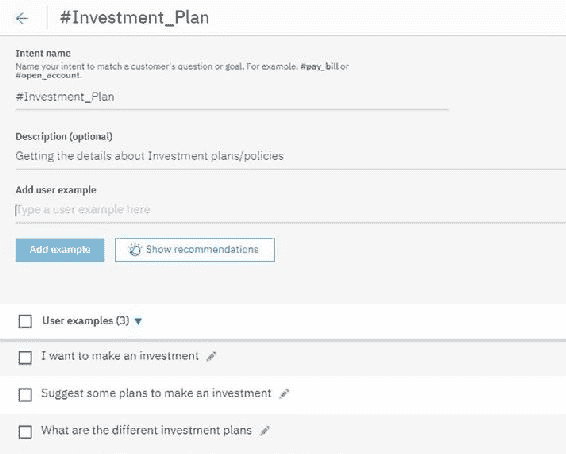 #Investment_Plan
Intent name
Name your intent to match a customer's question or goal. For example, #pay_bill or
#open_account.
#Investment_Plan
Description (optional)
Getting the details about Investment plans/policies
Add user example
Type a user example here
Add example
Show recommendations
User examples (3)
I want to make an investment
Suggest some plans to make an investment
What are the different investment plans